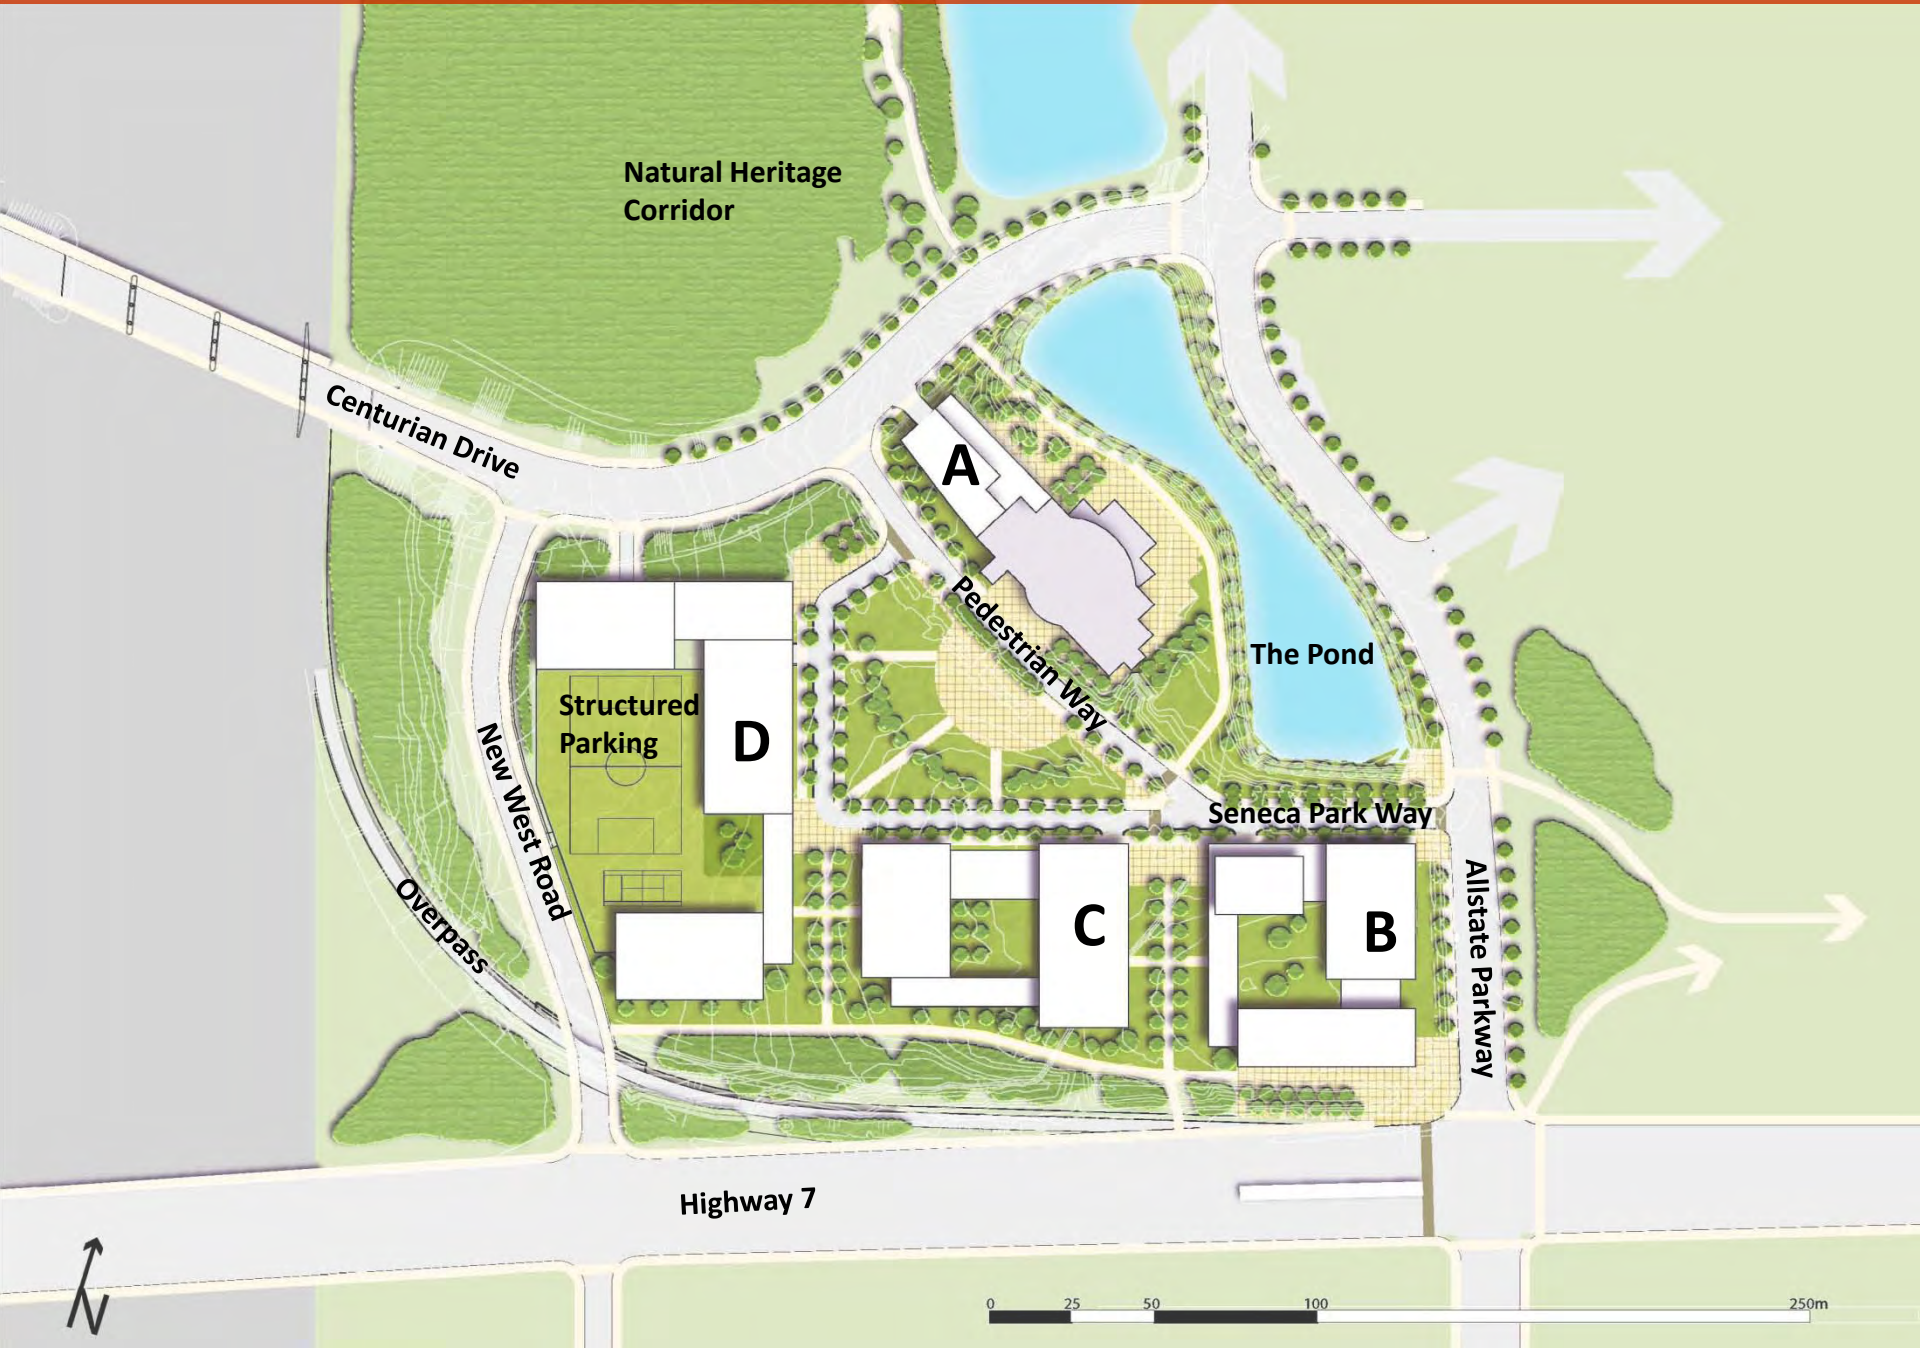 Natural Heritage
Corridor
Centurian Drive
A
Pedestrian Way
The Pond
Structured
Parking
D
New West Road
Seneca Park Way
Overpass
C
B
Allstate Parkway
Highway 7
N
0 25 50 100 250m